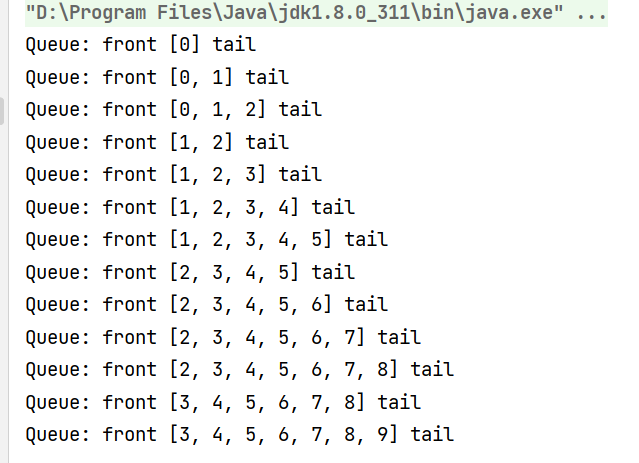 "D:\Program Files\Java\jdk1.8.0_311\bin\java.exe" ...
Queue: front [0] tail
Queue: front [0, 1] tail
Queue: front [0, 1, 2] tail
Queue: front [1, 2] tail
Queue: front [1, 2, 3] tail
Queue: front [1, 2, 3, 4] tail
Queue: front [1, 2, 3, 4, 5] tail
Queue: front [2, 3, 4, 5] tail
Queue: front [2, 3, 4, 5, 6] tail
Queue: front [2, 3, 4, 5, 6, 7] tail
Queue: front [2, 3, 4, 5, 6, 7, 8] tail
Queue: front [3, 4, 5, 6, 7, 8] tail
Queue: front [3, 4, 5, 6, 7, 8, 9] tail